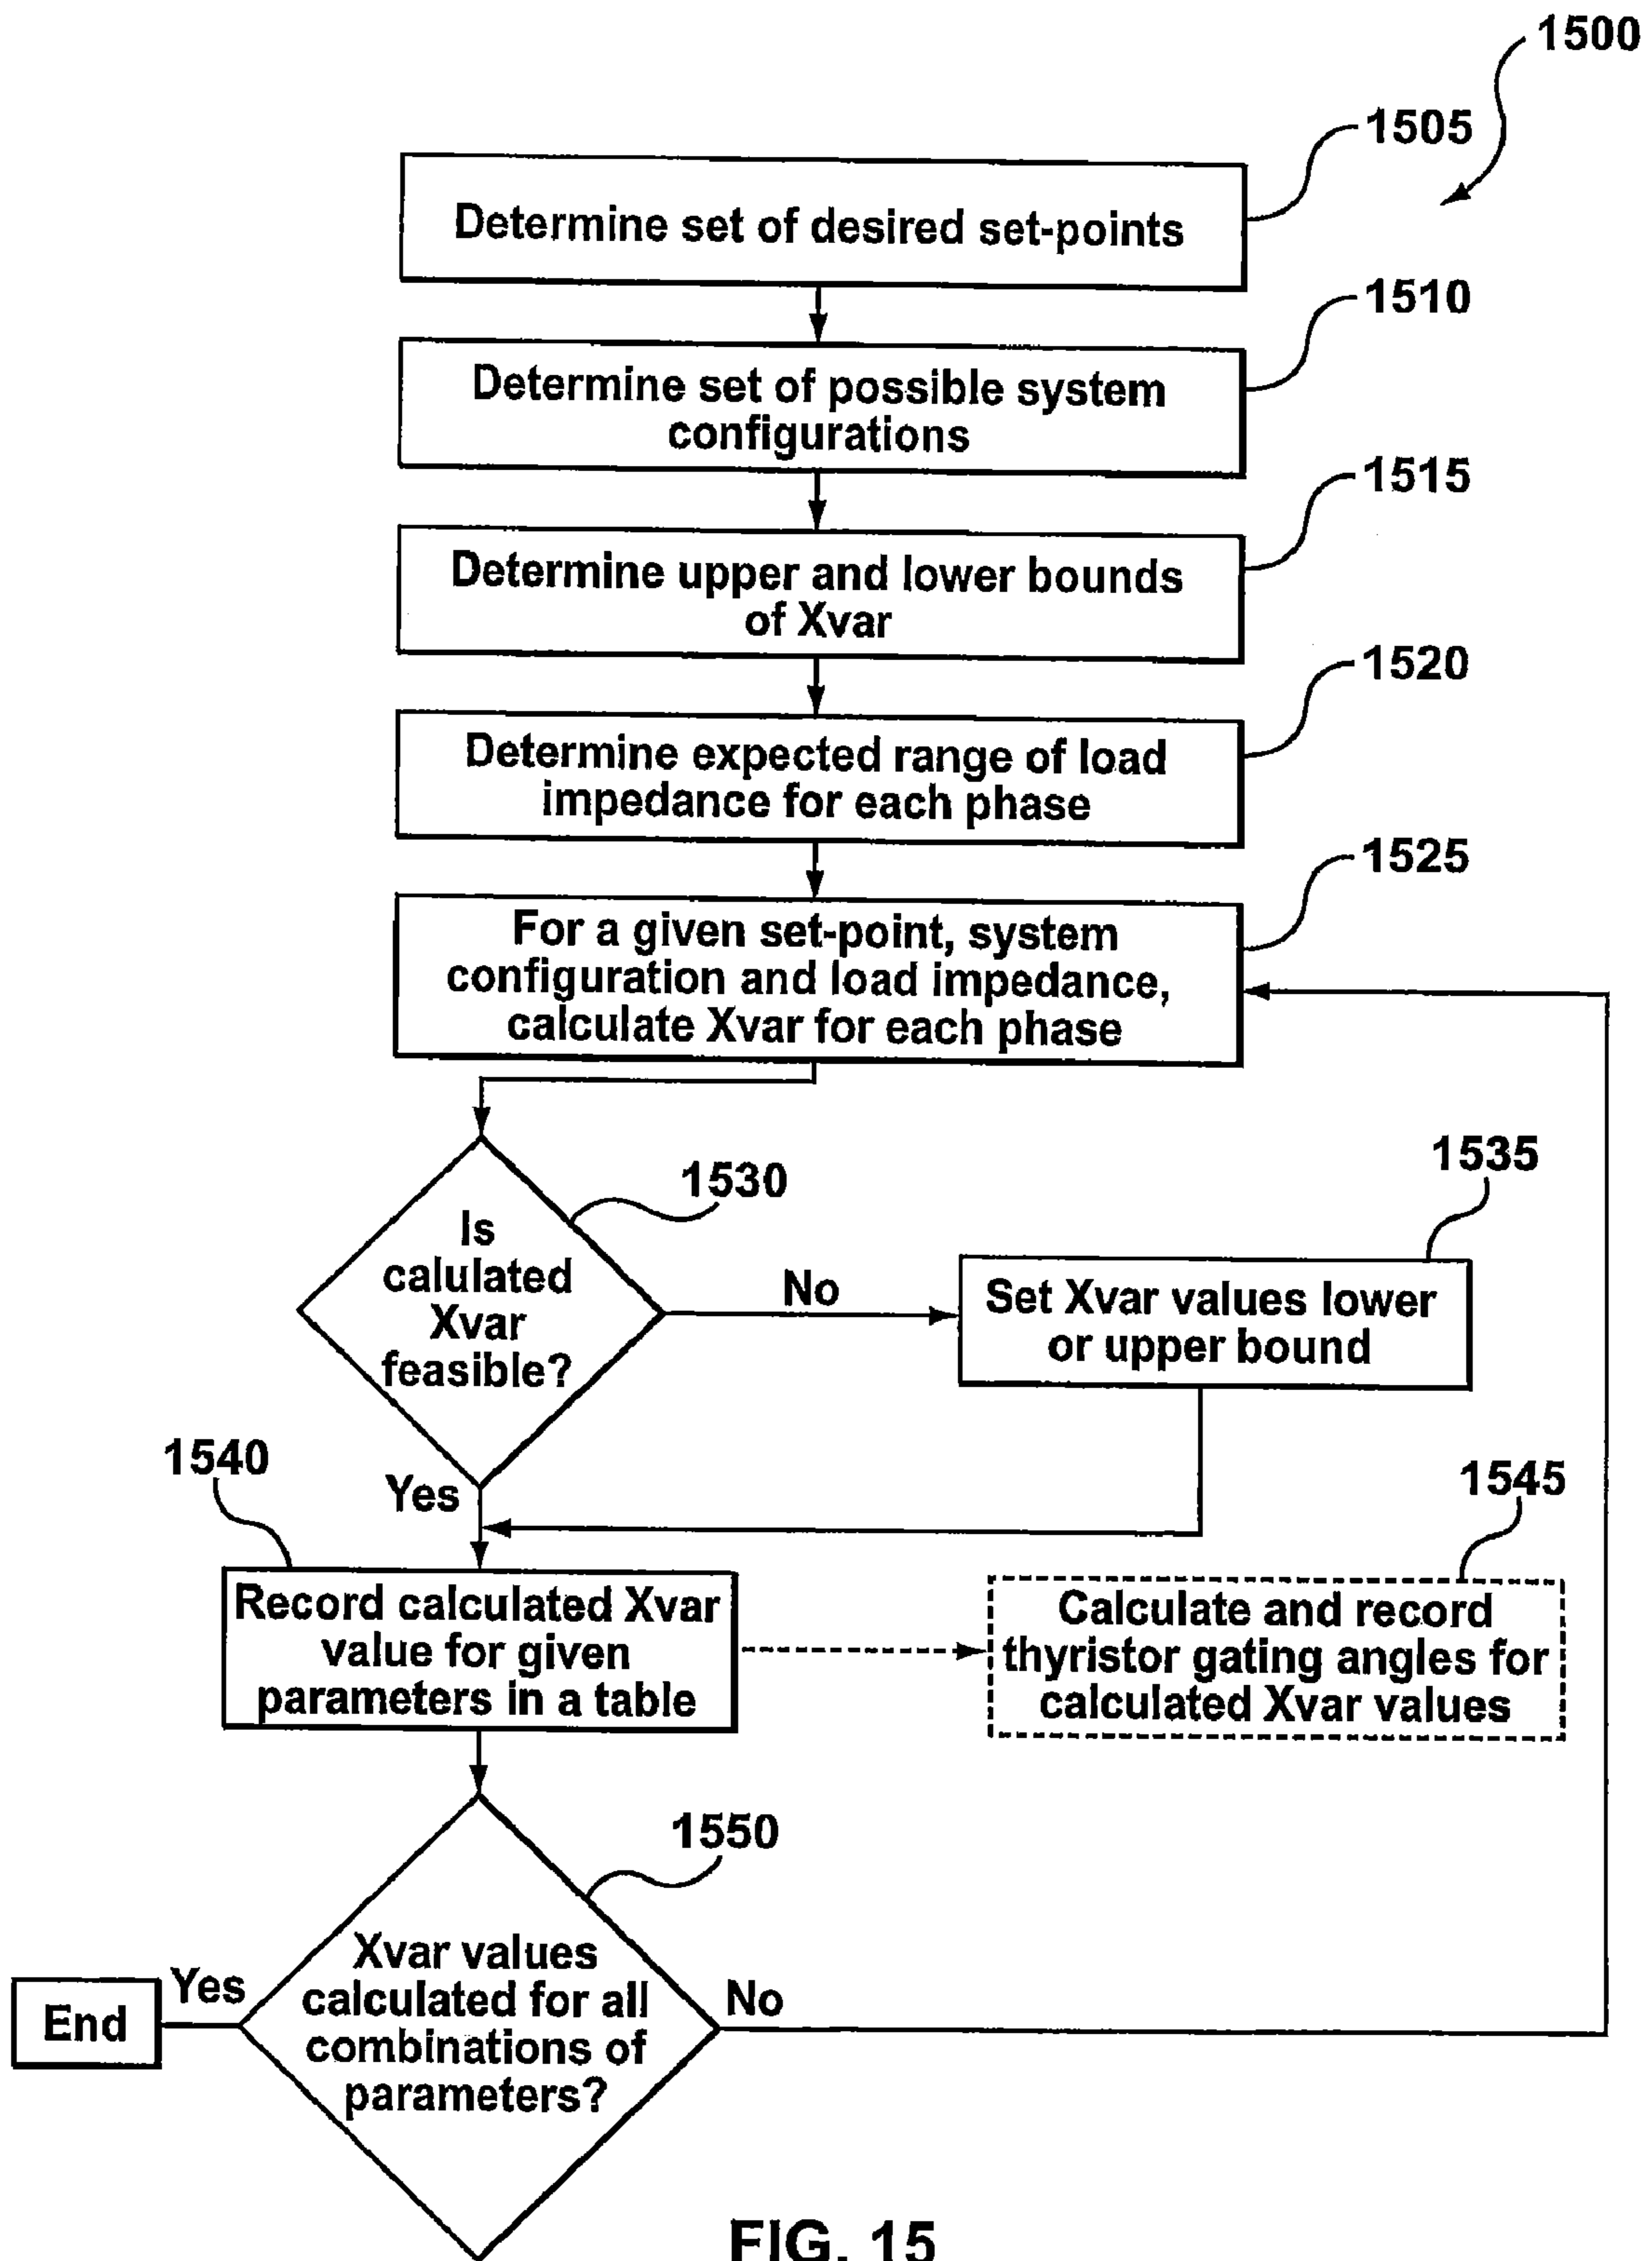 1500
1505
Determine set of desired set-points
1510
Determine set of possible system
configurations
1515
Determine upper and lower bounds
of Xvar
1520
Determine expected range of load
impedance for each phase
1525
For a given set-point, system
configuration and load impedance,
calculate Xvar for each phase
1530
Is
calulated
Xvar
feasible?
No
1535
Set Xvar values lower
or upper bound
Yes
1540
Record calculated Xvar
value for given
parameters in a table
1545
Calculate and record
thyristor gating angles for
calculated Xvar values
1550
Xvar values
calculated for all
combinations of
parameters?
Yes
End
No
FIG. 15